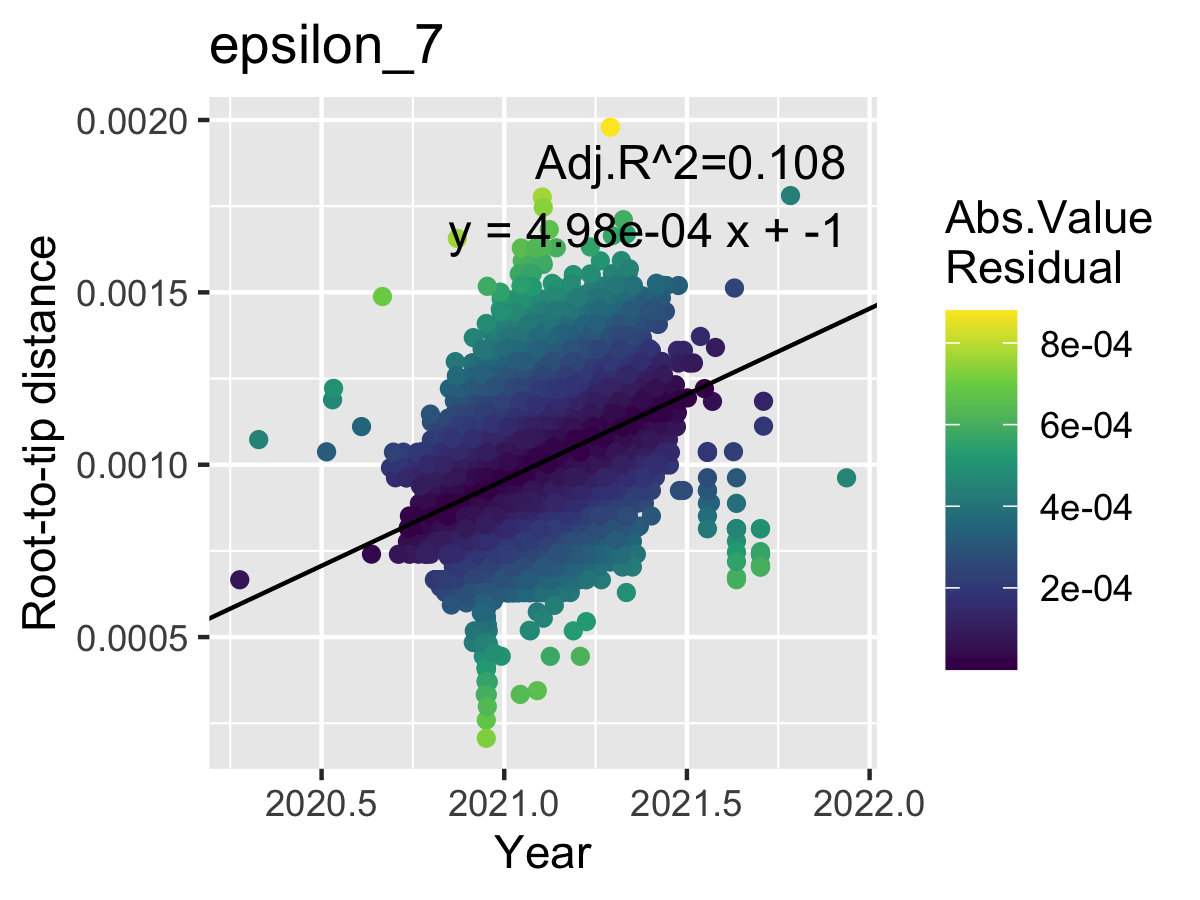 epsilon_7
0.0020
0.0015
0.0010
0.0005
Root-to-tip distance
Adj.R^2=0.108
y = 4.98e-04 x + -1
2020.5
2021.0
2021.5
2022.0
Year
Abs.Value
Residual
8e-04
6e-04
4e-04
2e-04